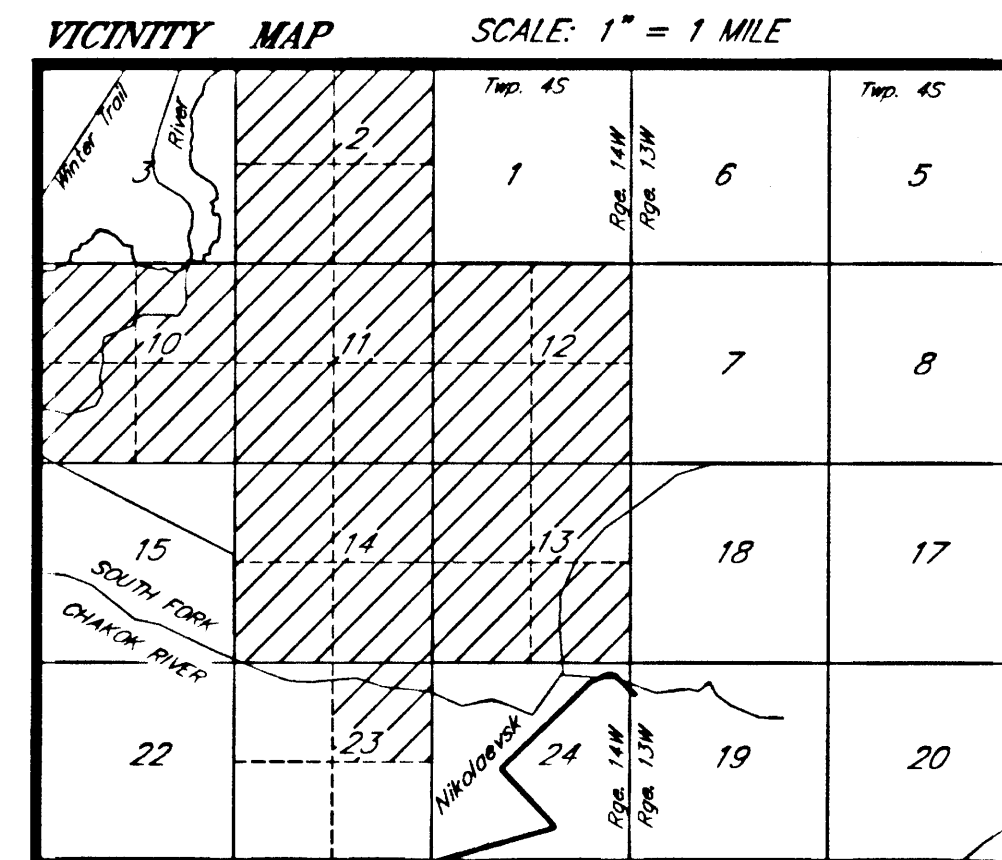 VICINITY MAP
SCALE: 1" = 1 MILE
Twp. 4S
Twp. 4S
Winter Trail
River
3
2
1
Rge. 14W
Rge. 13W
6
5
10
11
12
7
8
15
14
13
18
17
SOUTH FORK
CHAKOK RIVER
22
23
Nikolaevsk
24
Rge. 14W
Rge. 13W
19
20